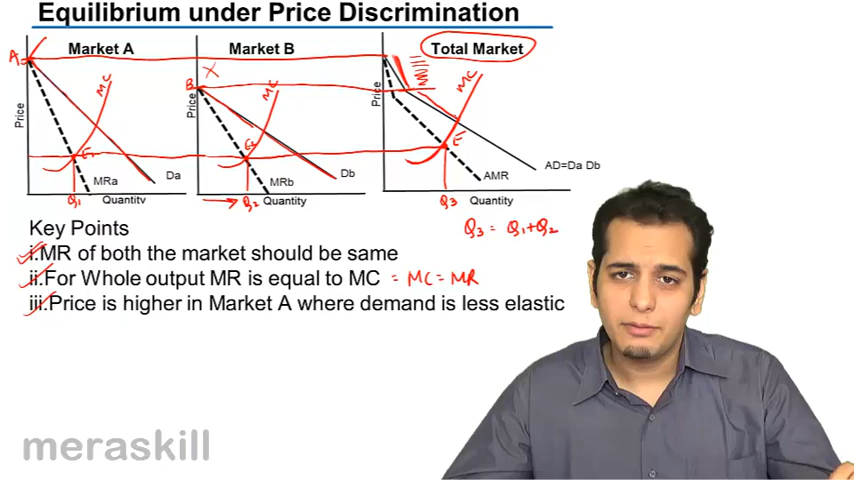 Equilibrium under Price Discrimination
Market A
Market B
Total Market
A
B
X
MC
MC
MC
Price
Price
Price
E1
E2
E
Da
Db
AD=Da Db
MRa
MRb
AMR
Q1
Quantity
Q2
Quantity
Q3
Quantity
Q3 = Q1+Q2
Key Points
i.MR of both the market should be same
ii.For Whole output MR is equal to MC = MC = MR
iii.Price is higher in Market A where demand is less elastic
meraskill